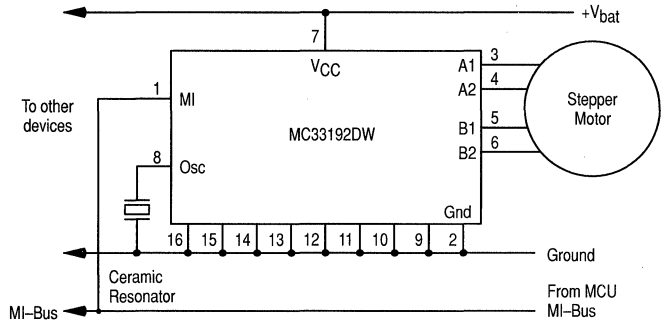 +Vbat
7
VCC
3
A1
4
A2
Stepper
Motor
1
MI
To other
devices
MC33192DW
5
B1
6
B2
8
Osc
Gnd
16 15 14 13 12 11 10 9 2
Ground
Ceramic
Resonator
From MCU
MI–Bus
MI–Bus